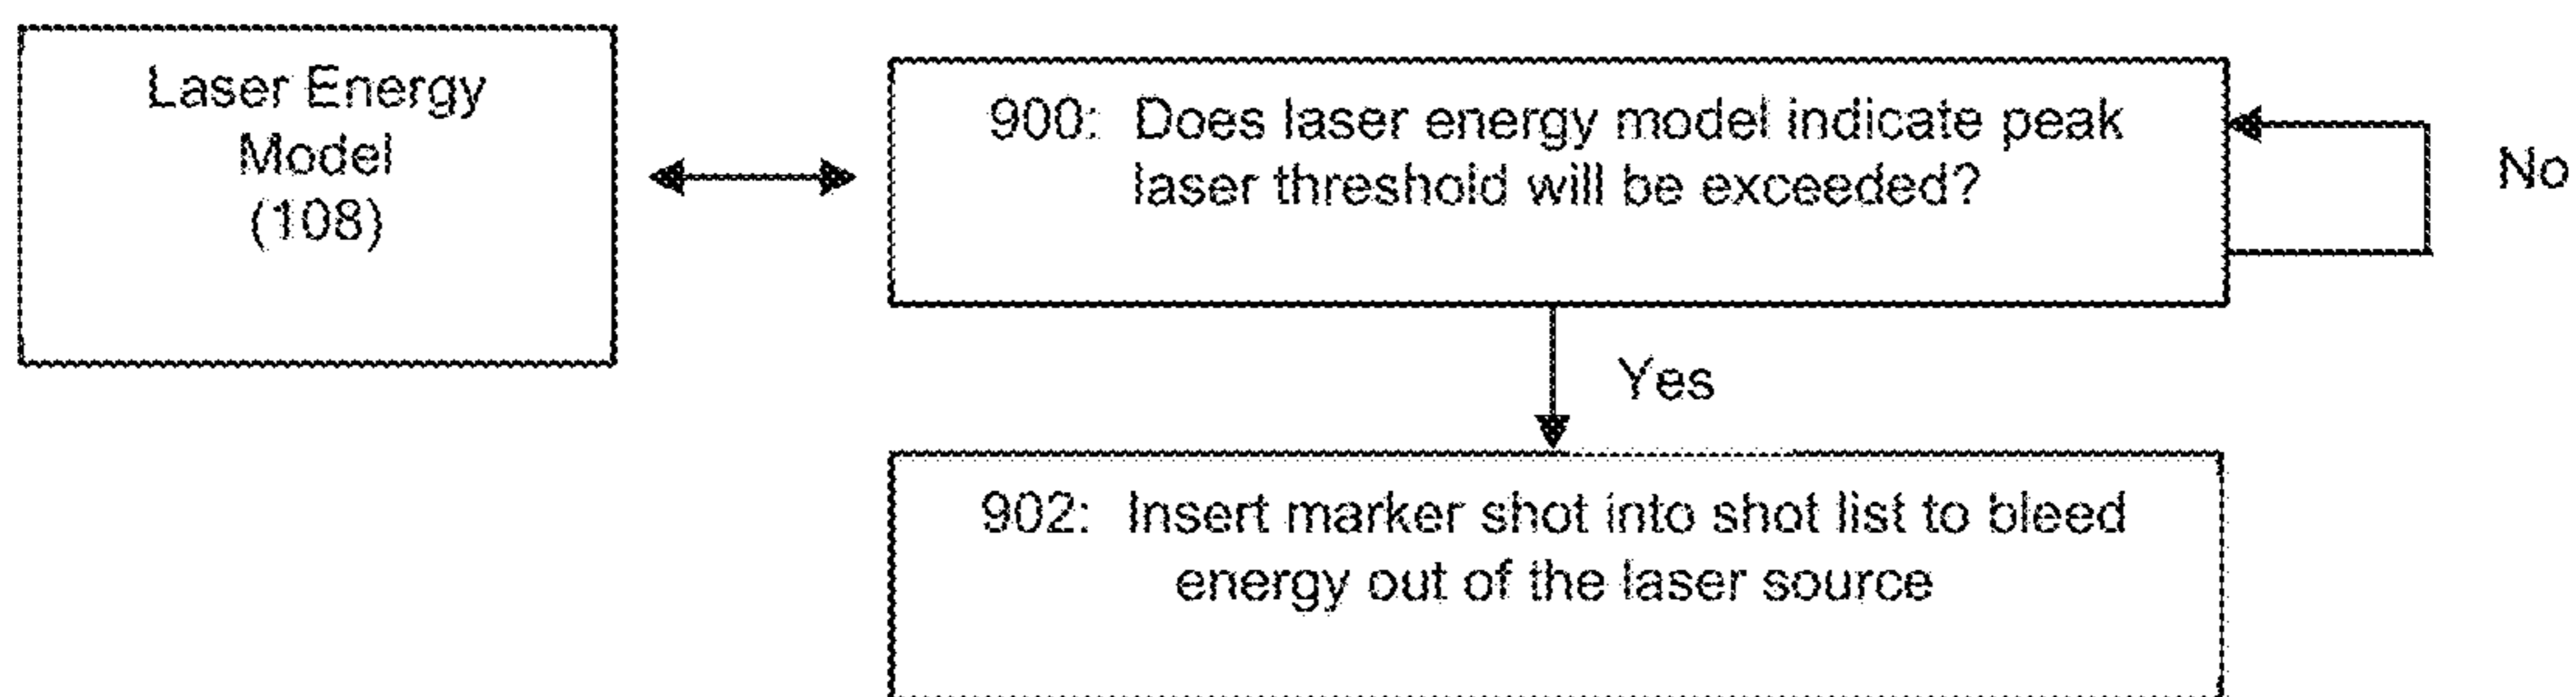 Laser Energy
Model
(108)
900: Does laser energy model indicate peak
laser threshold will be exceeded?
No
Yes
902: Insert marker shot into shot list to bleed
energy out of the laser source